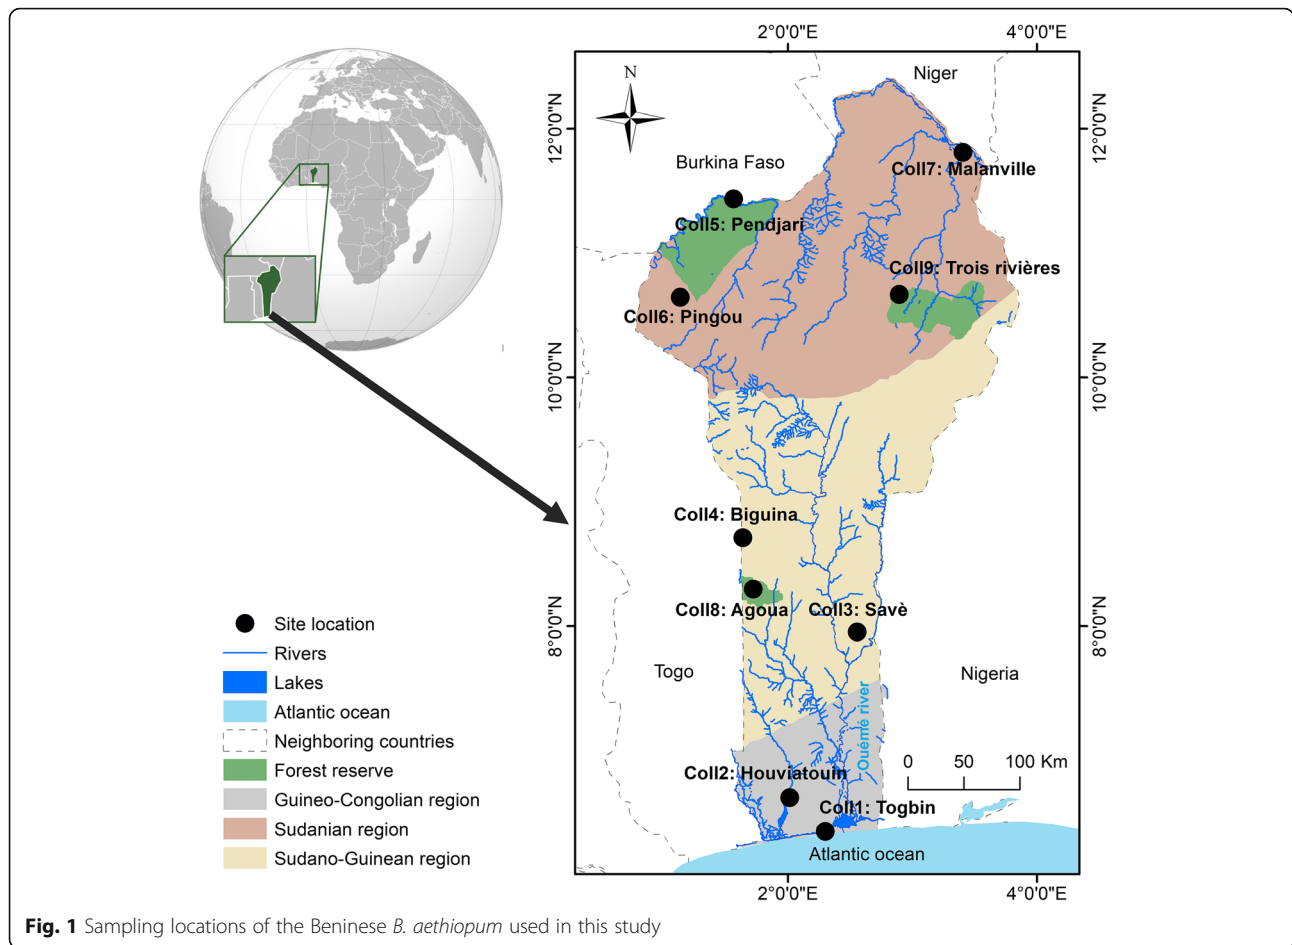 2°0'0"E
4°0'0"E
N
Niger
12°0'0"N
12°0'0"N
Burkina Faso
Coll7: Malanville
Coll5: Pendjari
Coll9: Trois rivières
Coll6: Pingou
10°0'0"N
10°0'0"N
Coll4: Biguina
Coll8: Agoua
Coll3: Savè
8°0'0"N
8°0'0"N
Togo
Nigeria
Ouémé river
0 50 100 Km
Coll2: Houviatouin
Coll1: Togbin
Atlantic ocean
2°0'0"E
4°0'0"E
Site location
Rivers
Lakes
Atlantic ocean
Neighboring countries
Forest reserve
Guineo-Congolian region
Sudanian region
Sudano-Guinean region
Fig. 1 Sampling locations of the Beninese B. aethiopum used in this study